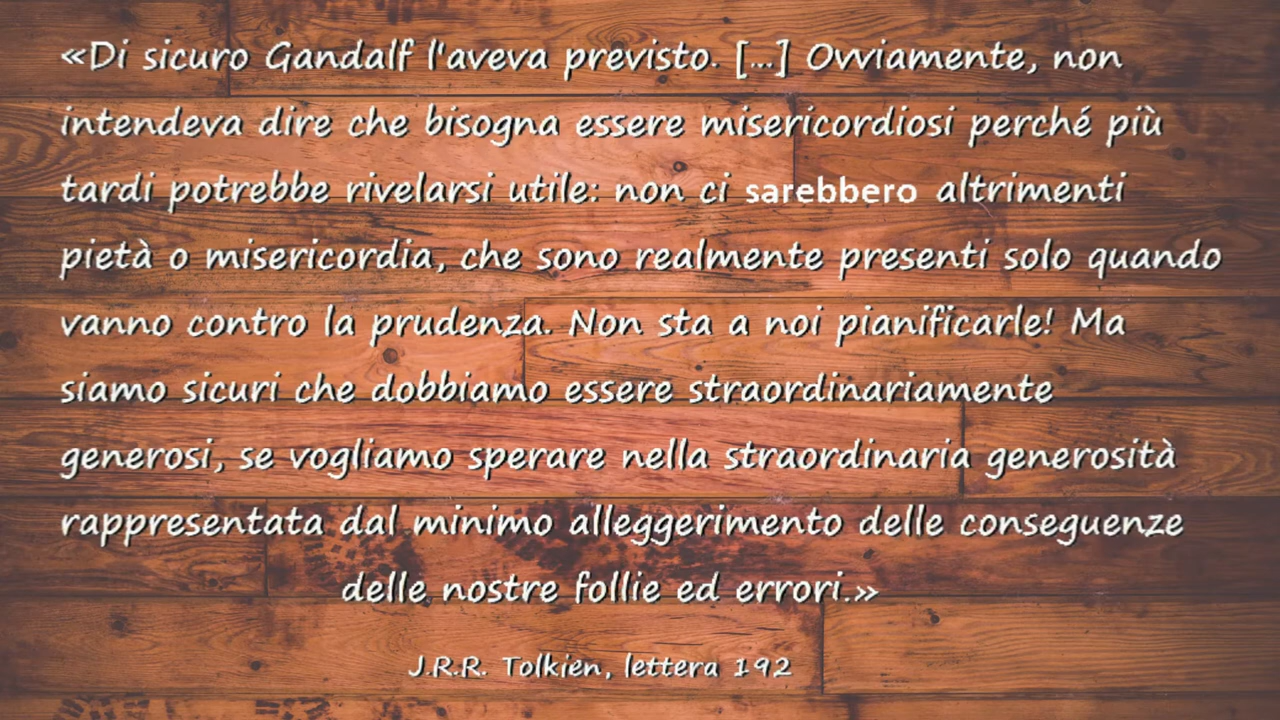 «Di sicuro Gandalf l'aveva previsto. [...] Ovviamente, non
intendeva dire che bisogna essere misericordiosi perché più
tardi potrebbe rivelarsi utile: non ci sarebbero altrimenti
pietà o misericordia, che sono realmente presenti solo quando
vanno contro la prudenza. Non sta a noi pianificarle! Ma
siamo sicuri che dobbiamo essere straordinariamente
generosi, se vogliamo sperare nella straordinaria generosità
rappresentata dal minimo alleggerimento delle conseguenze
delle nostre follie ed errori.»
J.R.R. Tolkien, lettera 192